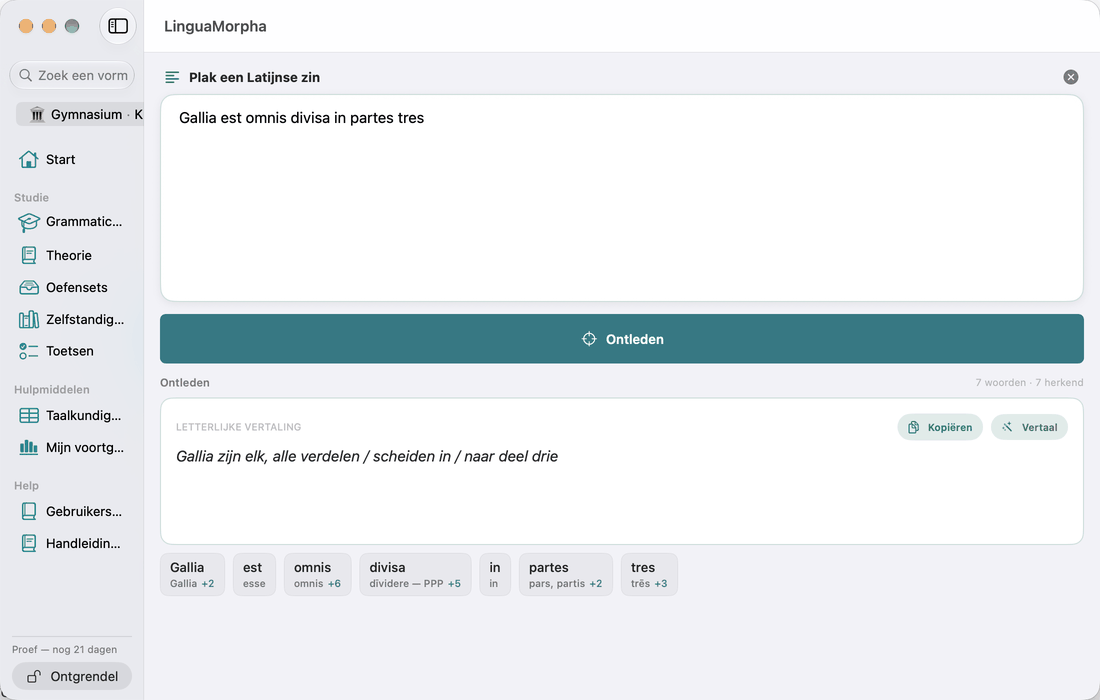 LinguaMorpha
Zoek een vorm
Gymnasium · K
Start
Studie
Grammatic...
Theorie
Oefensets
Zelfstandig...
Toetsen
Hulpmiddelen
Taalkundig...
Mijn voortg...
Help
Gebruikers...
Handleidin...
Proef — nog 21 dagen
Ontgrendel
Plak een Latijnse zin
Gallia est omnis divisa in partes tres
Ontleden
Ontleden
7 woorden · 7 herkend
LETTERLIJKE VERTALING
Kopiëren
Vertaal
Gallia zijn elk, alle verdelen / scheiden in / naar deel drie
Gallia est omnis divisa in partes tres
Gallia +2 esse omnis +6 dīvidere — PPP +5 in pars, partis +2 trēs +3